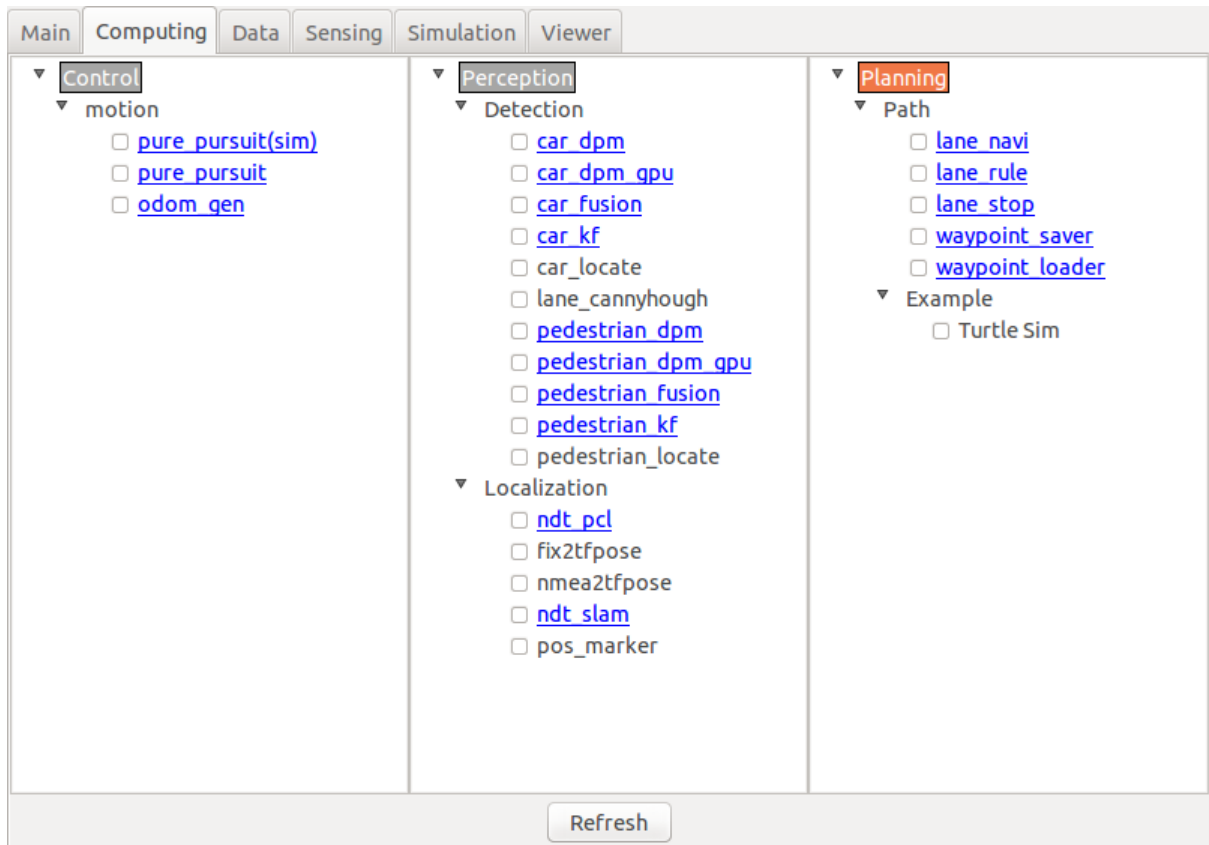 Main Computing Data Sensing Simulation Viewer
Control
motion
pure_pursuit(sim)
pure_pursuit
odom_gen
Perception
Detection
car_dpm
car_dpm_gpu
car_fusion
car_kf
car_locate
lane_cannyhough
pedestrian_dpm
pedestrian_dpm_gpu
pedestrian_fusion
pedestrian_kf
pedestrian_locate
Localization
ndt_pcl
fix2tfpose
nmea2tfpose
ndt_slam
pos_marker
Planning
Path
lane_navi
lane_rule
lane_stop
waypoint_saver
waypoint_loader
Example
Turtle Sim
Refresh